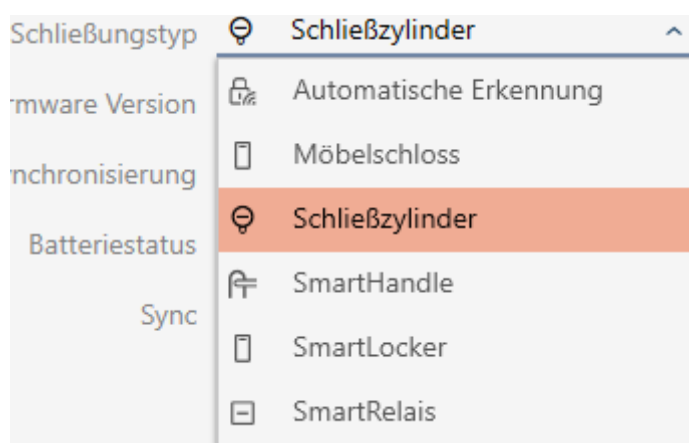 Schließungstyp Schließzylinder
Automatische Erkennung
rmware Version
Möbelschloss
nchronisierung
Schließzylinder
Batteriestatus
SmartHandle
Sync
SmartLocker
SmartRelais